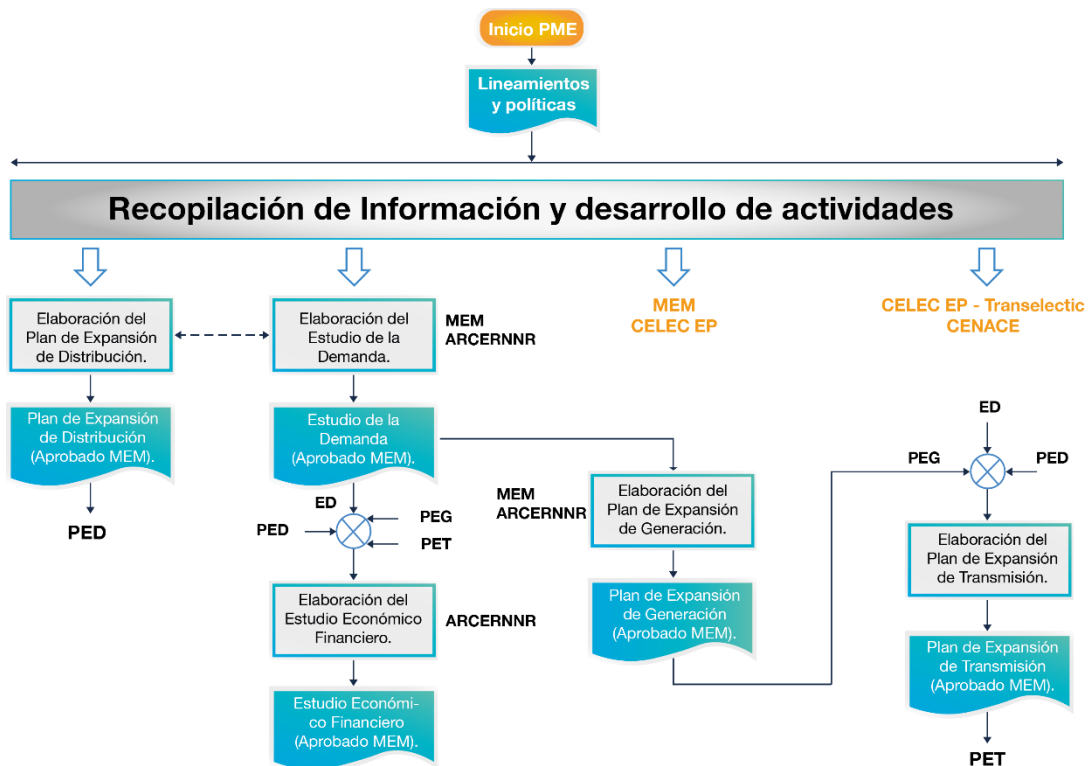 Inicio PME
Lineamientos
y políticas
Recopilación de Información y desarrollo de actividades
Elaboración del
Plan de Expansión
de Distribución.
Plan de Expansión
de Distribución
(Aprobado MEM).
PED
Elaboración del
Estudio de la
Demanda.
MEM
ARCERNNR
Estudio de la
Demanda
(Aprobado MEM).
ED
PED
PEG
PET
Elaboración del
Estudio Económico
Financiero.
ARCERNNR
Estudio Económi-
co Financiero
(Aprobado MEM).
MEM
CELEC EP
MEM
ARCERNNR
Elaboración del
Plan de Expansión
de Generación.
Plan de Expansión
de Generación
(Aprobado MEM).
CELEC EP - Transelectic
CENACE
ED
PEG
PED
Elaboración del
Plan de Expansión
de Transmisión.
Plan de Expansión
de Transmisión
(Aprobado MEM).
PET